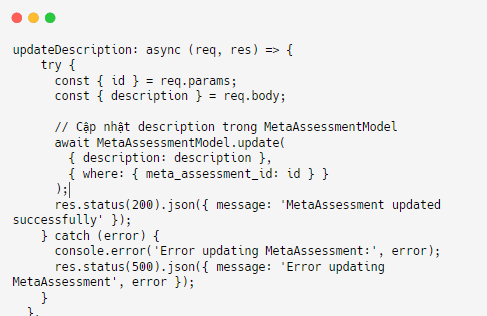 updateDescription: async (req, res) => {
    try {
      const { id } = req.params;
      const { description } = req.body;

      // Cập nhật description trong MetaAssessmentModel
      await MetaAssessmentModel.update(
        { description: description },
        { where: { meta_assessment_id: id } }
      );
      res.status(200).json({ message: 'MetaAssessment updated
successfully' });
    } catch (error) {
      console.error('Error updating MetaAssessment:', error);
      res.status(500).json({ message: 'Error updating
MetaAssessment', error });
    }
  },